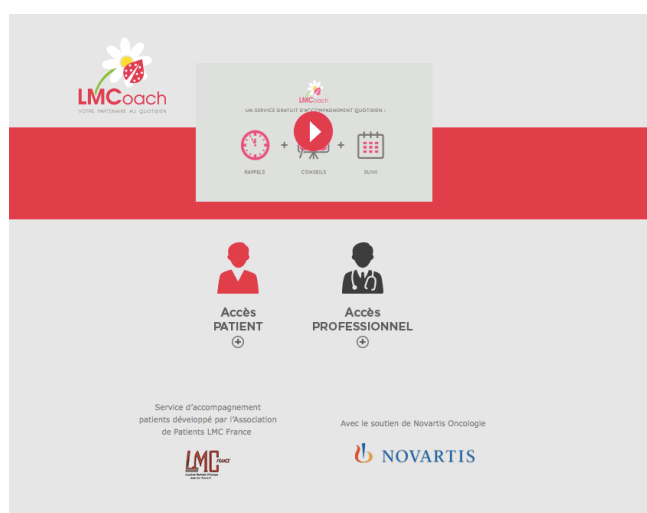 LMCoach
VOTRE PARTENAIRE AU QUOTIDIEN
LMCoach
UN SERVICE GRATUIT D'ACCOMPAGNEMENT QUOTIDIEN :
+
+
RAPPELS
CONSEILS
SUIVI
Accès
PATIENT
Accès
PROFESSIONNEL
Service d'accompagnement
patients développé par l'Association
de Patients LMC France
Avec le soutien de Novartis Oncologie
LMC FRANCE
NOVARTIS